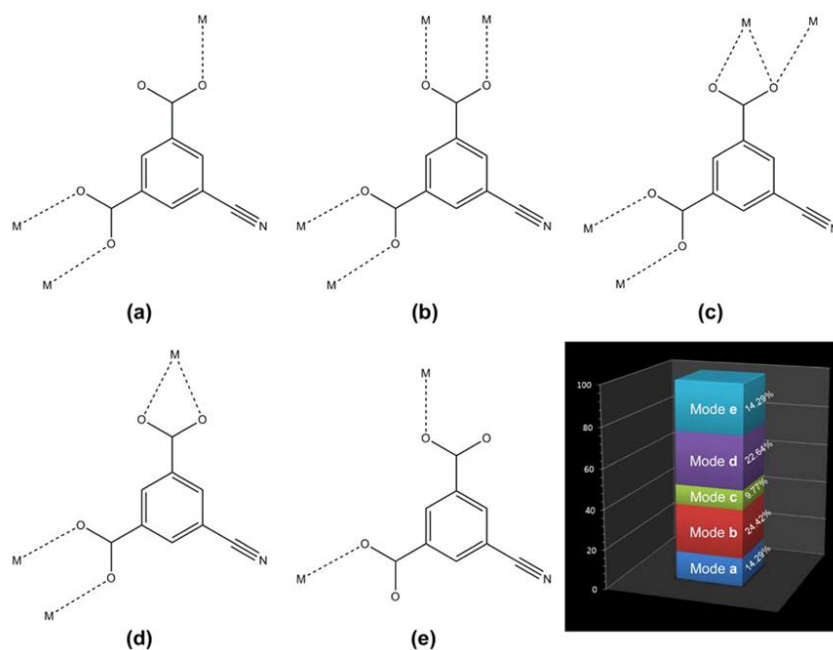 M
O O
O
M
N
O
M
(a)
M M
O O
O
M
N
O
M
(b)
M M
O O
O
M
N
O
M
(c)
M
O O
O
N
M
O
M
(d)
M
O O
O
N
M
O
(e)
100
80
60
40
20
0
Mode e 14.29%
Mode d 22.64%
Mode c 9.77%
Mode b 24.42%
Mode a 14.29%